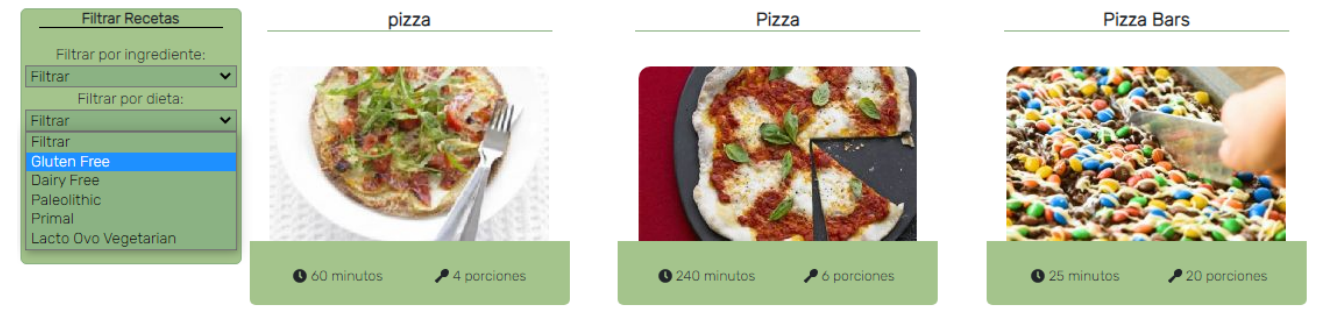 Filtrar Recetas
Filtrar por ingrediente:
Filtrar
Filtrar por dieta:
Filtrar
Filtrar
Gluten Free
Dairy Free
Paleolithic
Primal
Lacto Ovo Vegetarian
pizza
60 minutos
4 porciones
Pizza
240 minutos
6 porciones
Pizza Bars
25 minutos
20 porciones